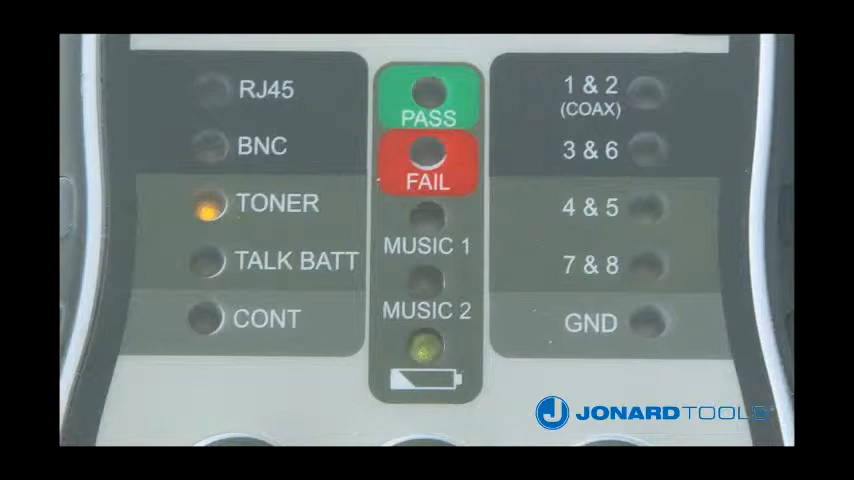 RJ45
BNC
TONER
TALK BATT
CONT
PASS
FAIL
MUSIC 1
MUSIC 2
1 & 2
(COAX)
3 & 6
4 & 5
7 & 8
GND
JONARD TOOLS